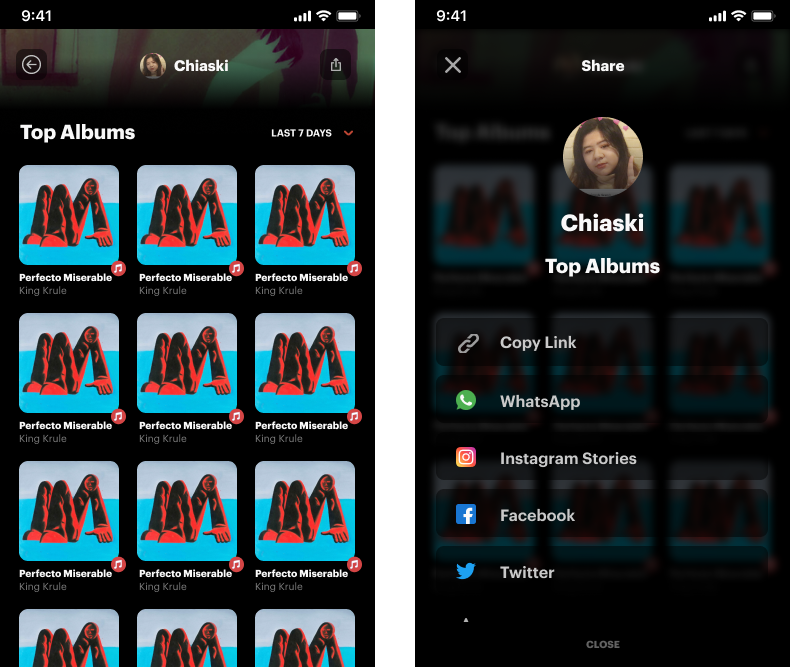 9:41
Chiaski
Top Albums
LAST 7 DAYS
Perfecto Miserable
King Krule
Perfecto Miserable
King Krule
Perfecto Miserable
King Krule
Perfecto Miserable
King Krule
Perfecto Miserable
King Krule
Perfecto Miserable
King Krule
Perfecto Miserable
King Krule
Perfecto Miserable
King Krule
Perfecto Miserable
King Krule
9:41
Share
Chiaski
Top Albums
Copy Link
WhatsApp
Instagram Stories
Facebook
Twitter
CLOSE